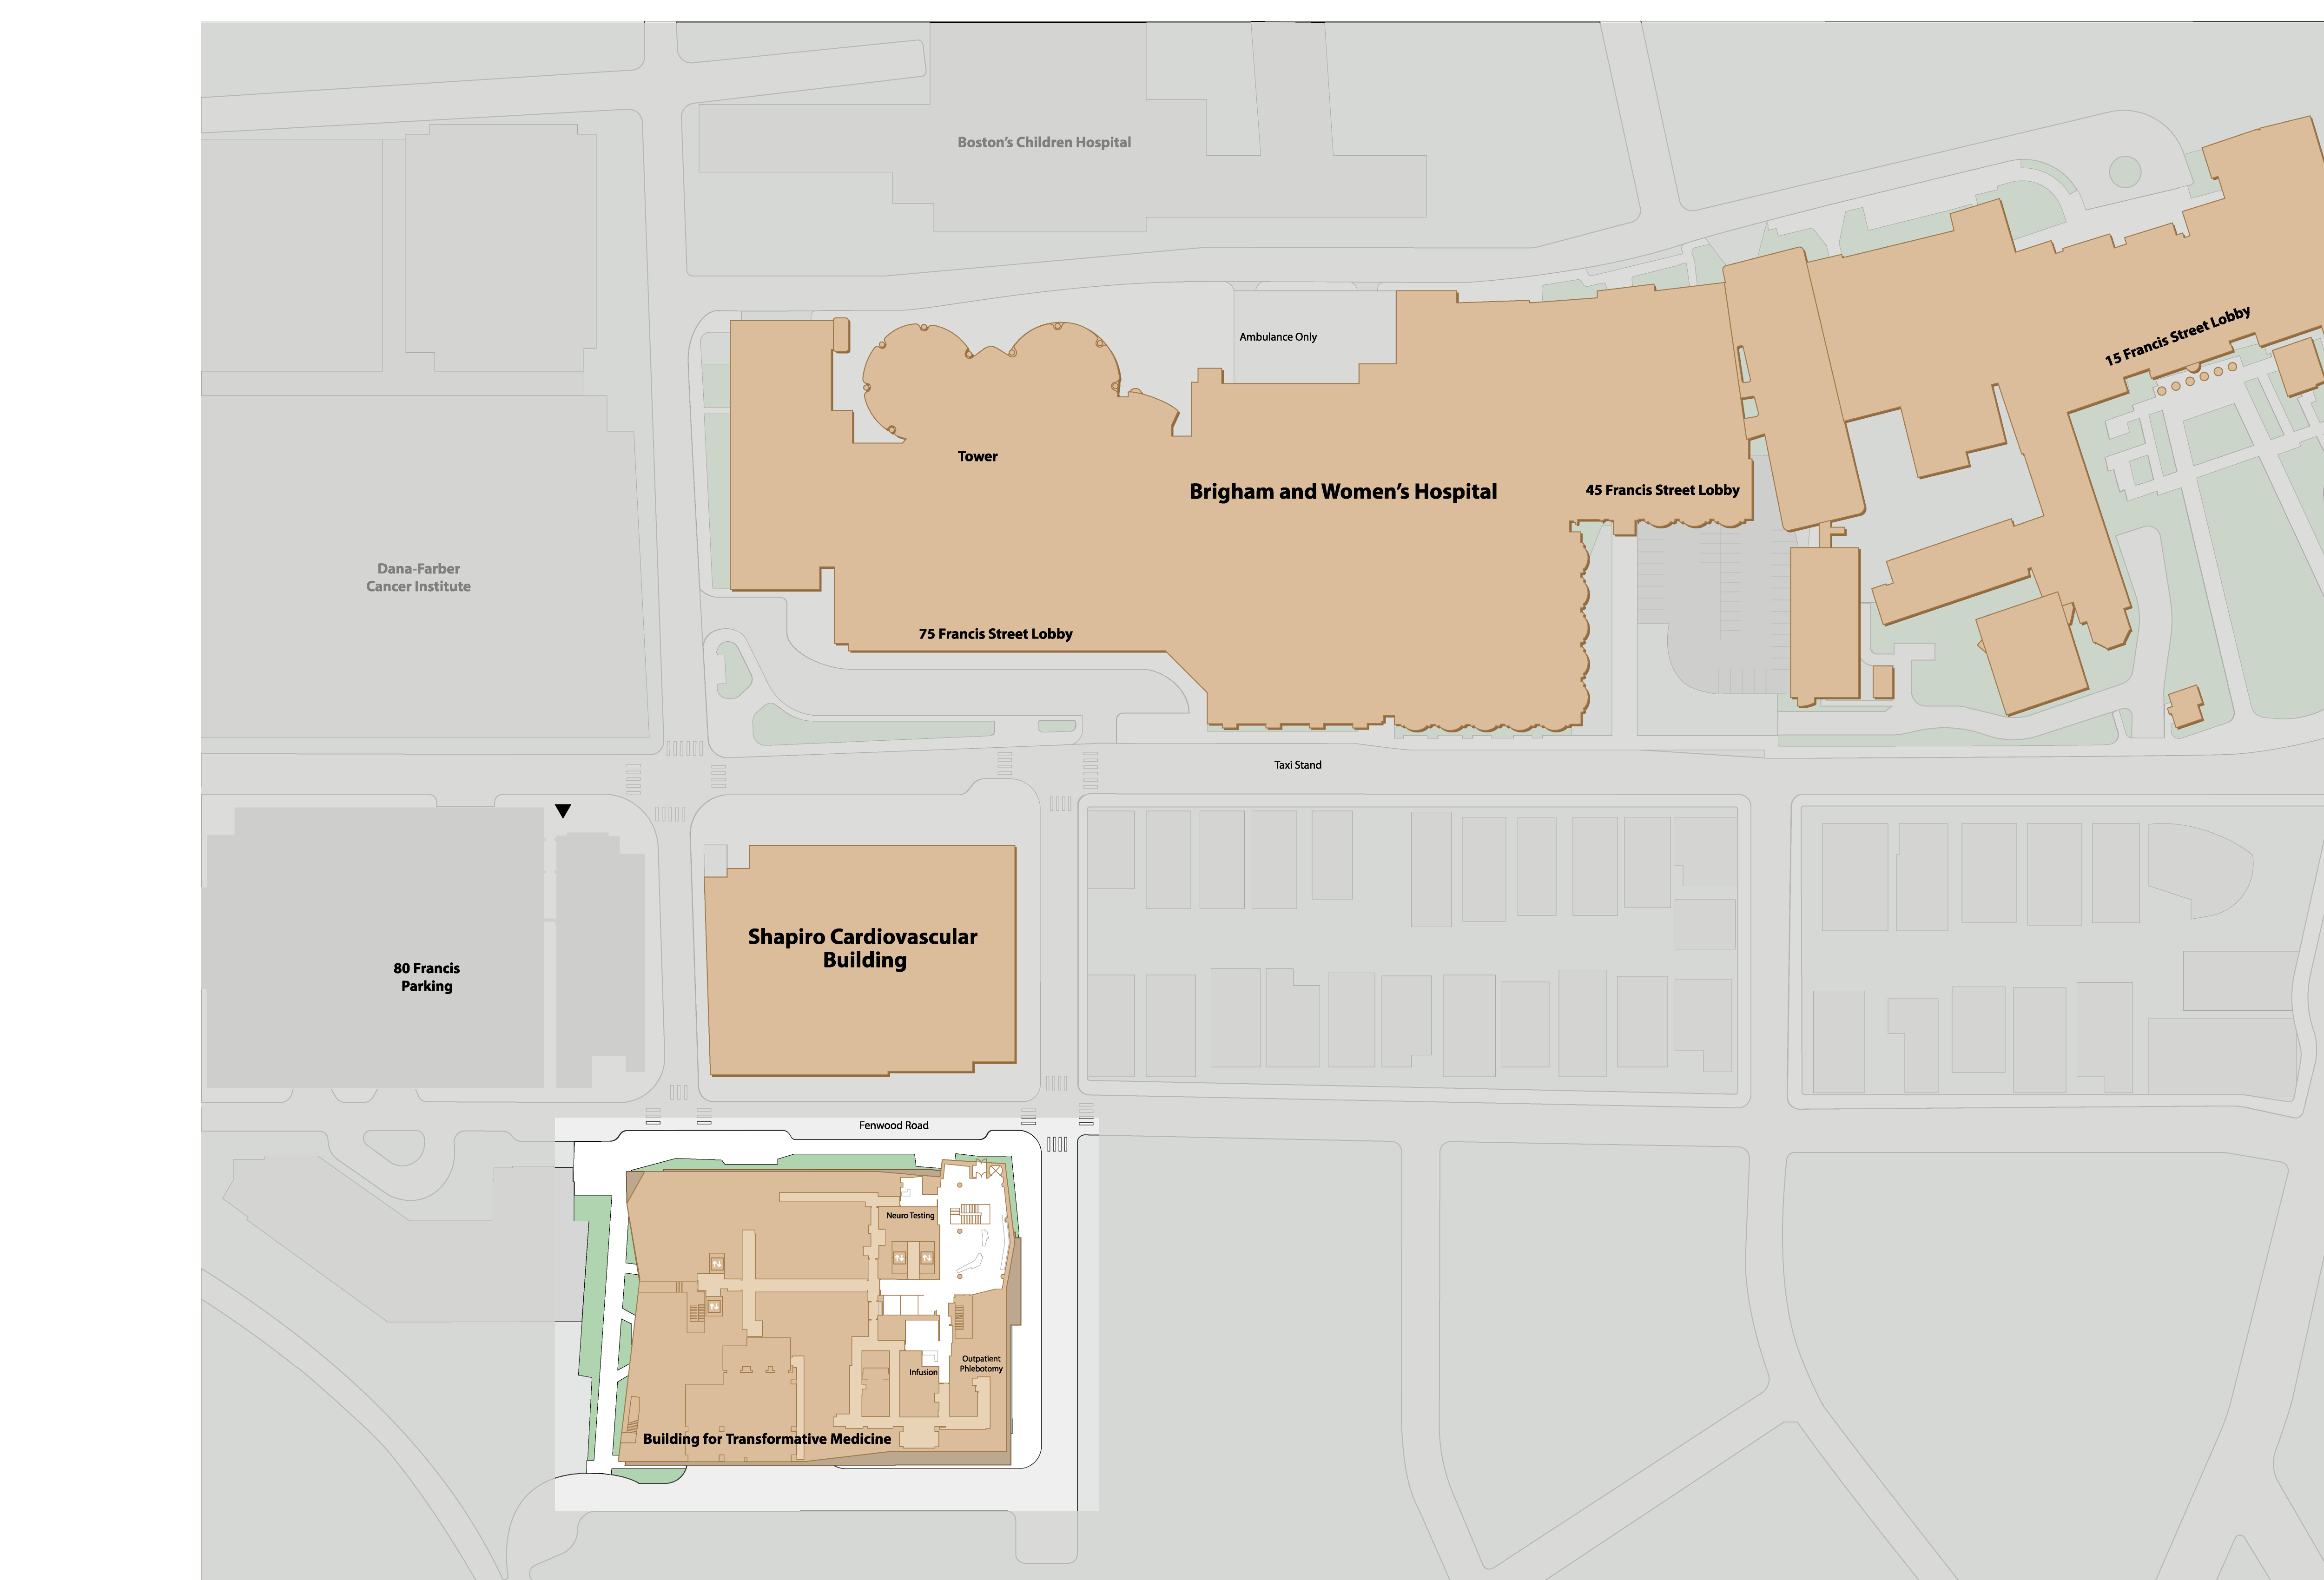 Boston's Children Hospital
Ambulance Only
15 Francis Street Lobby
Tower
Brigham and Women's Hospital
45 Francis Street Lobby
Dana-Farber
Cancer Institute
75 Francis Street Lobby
Taxi Stand
Shapiro Cardiovascular
Building
80 Francis
Parking
Fenwood Road
Neuro Testing
Outpatient
Phlebotomy
Infusion
Building for Transformative Medicine